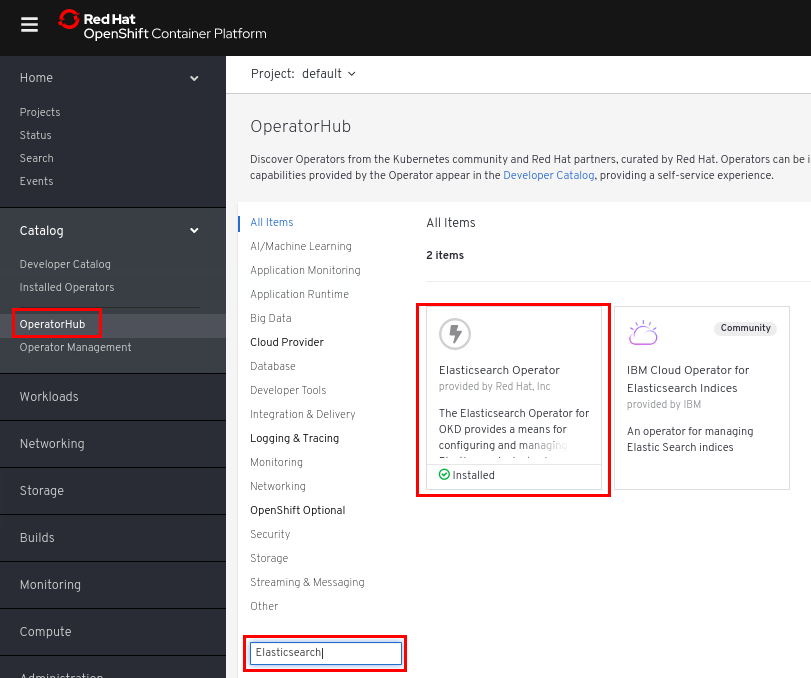 Red Hat
OpenShift Container Platform
Home
Projects
Status
Search
Events
Catalog
Developer Catalog
Installed Operators
OperatorHub
Operator Management
Workloads
Networking
Storage
Builds
Monitoring
Compute
Administration
Project: default
OperatorHub
Discover Operators from the Kubernetes community and Red Hat partners, curated by Red Hat. Operators can be i
capabilities provided by the Operator appear in the Developer Catalog, providing a self-service experience.
All Items
AI/Machine Learning
Application Monitoring
Application Runtime
Big Data
Cloud Provider
Database
Developer Tools
Integration & Delivery
Logging & Tracing
Monitoring
Networking
OpenShift Optional
Security
Storage
Streaming & Messaging
Other
Elasticsearch
All Items
2 items
Elasticsearch Operator
provided by Red Hat, Inc
The Elasticsearch Operator for
OKD provides a means for
configuring and managing
Installed
Community
IBM Cloud Operator for
Elasticsearch Indices
provided by IBM
An operator for managing
Elastic Search indices